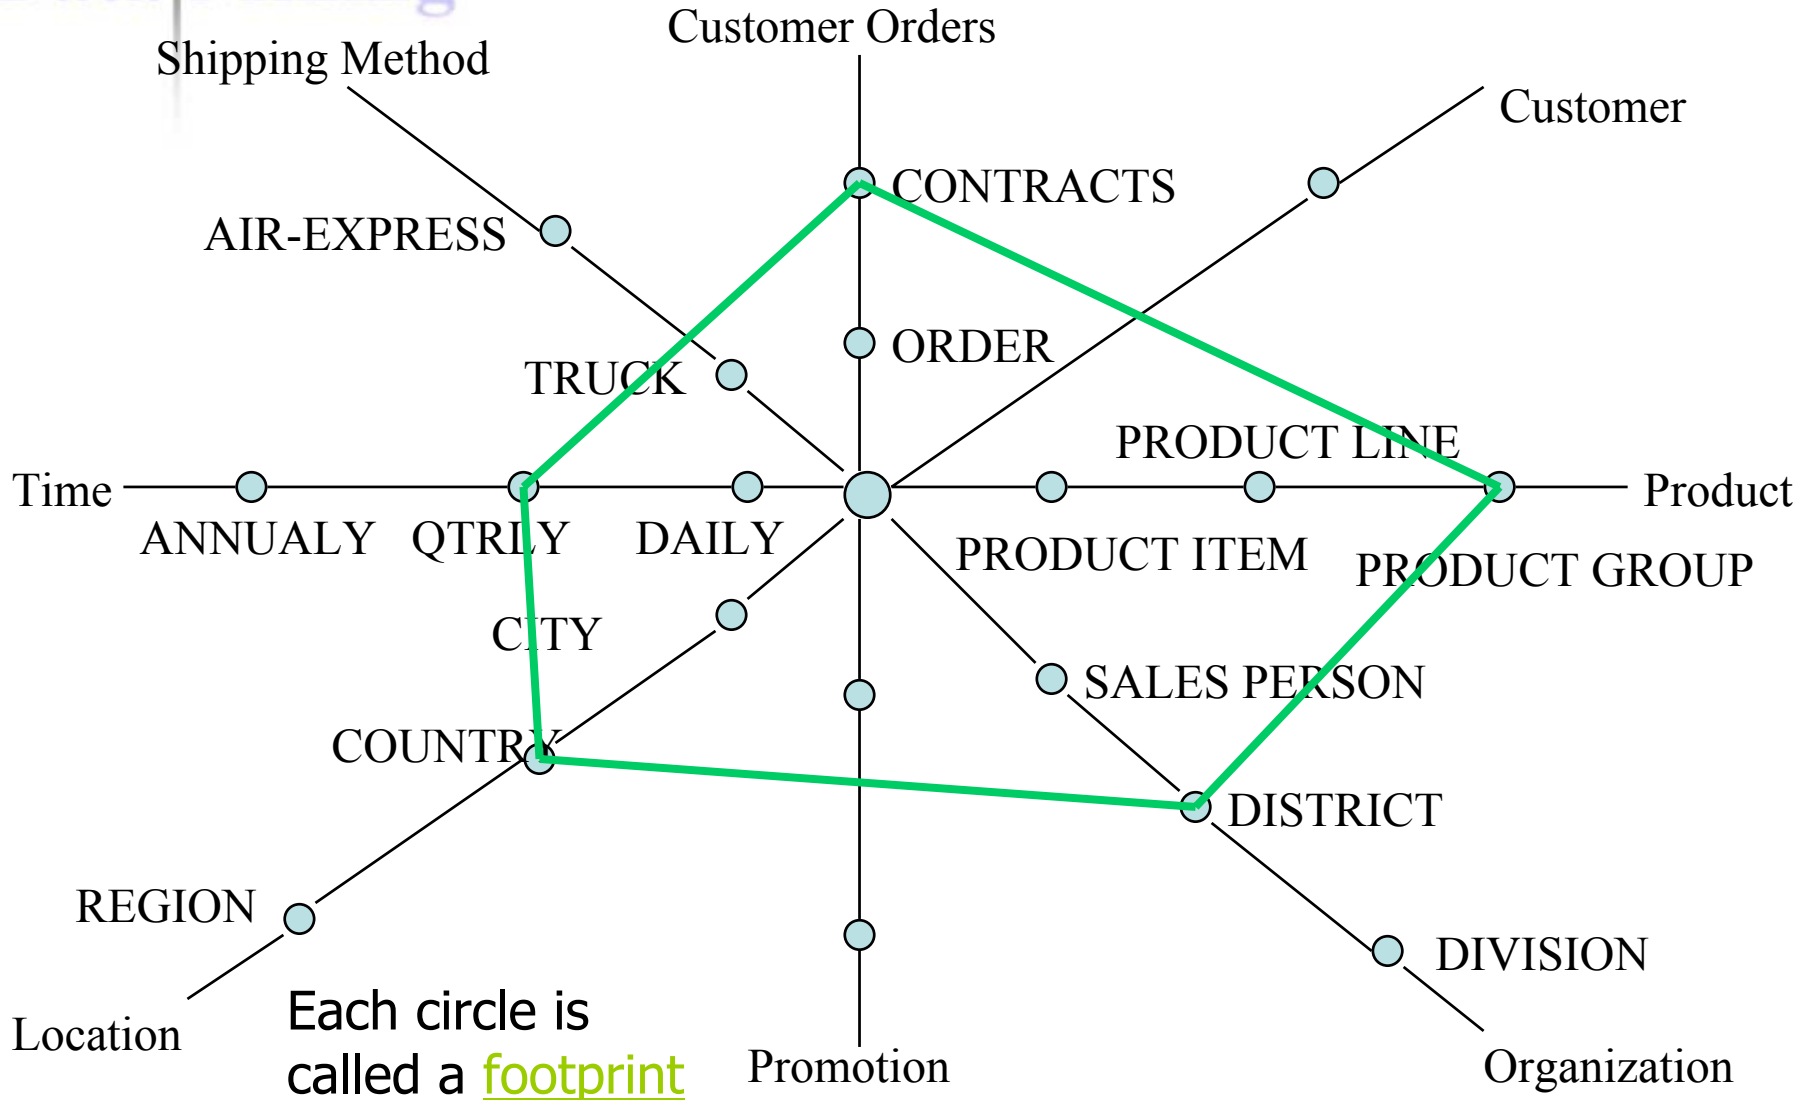 Customer Orders
Shipping Method
Customer
CONTRACTS
AIR-EXPRESS
ORDER
TRUCK
PRODUCT LINE
Time
Product
ANNUALY
QTRLY
DAILY
PRODUCT ITEM
PRODUCT GROUP
CITY
SALES PERSON
COUNTRY
DISTRICT
REGION
DIVISION
Each circle is
called a footprint
Location
Promotion
Organization